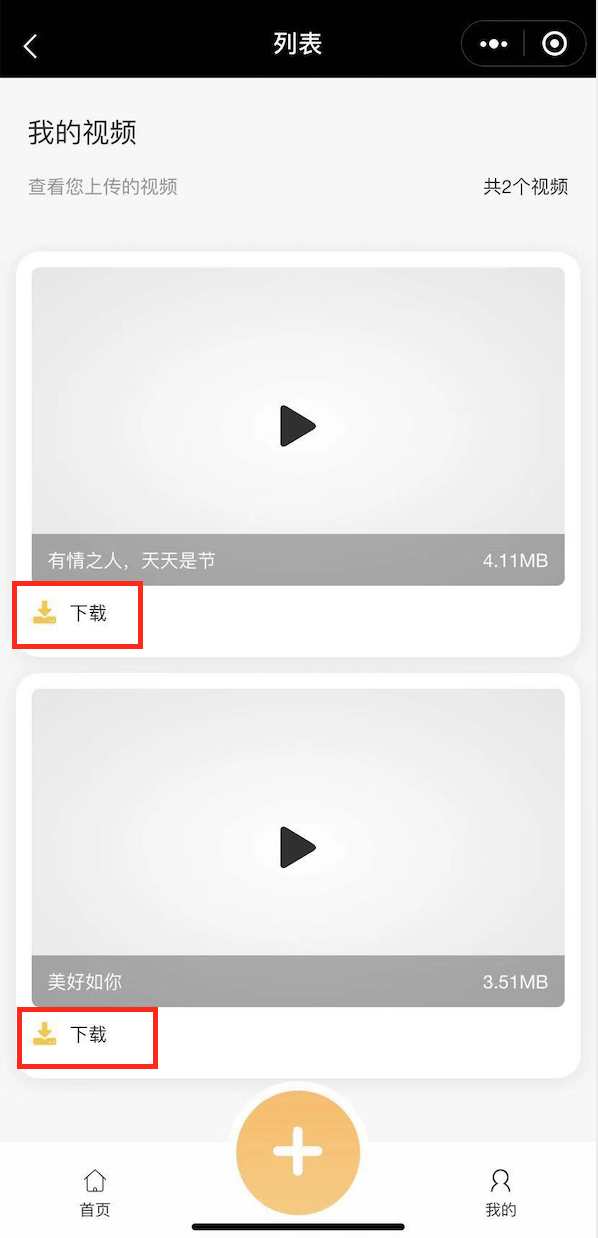 列表
我的视频
查看您上传的视频 共2个视频
有情之人，天天是节 4.11MB
下载
美好如你 3.51MB
下载
首页 我的